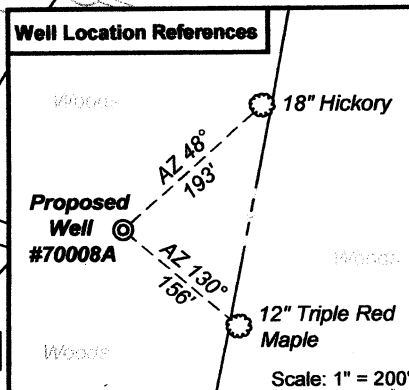 Well Location References
Woods
18" Hickory
AZ 48°
193'
Proposed
Well
#70008A
AZ 130°
156'
Woods
12" Triple Red
Maple
Woods
Scale: 1" = 200'